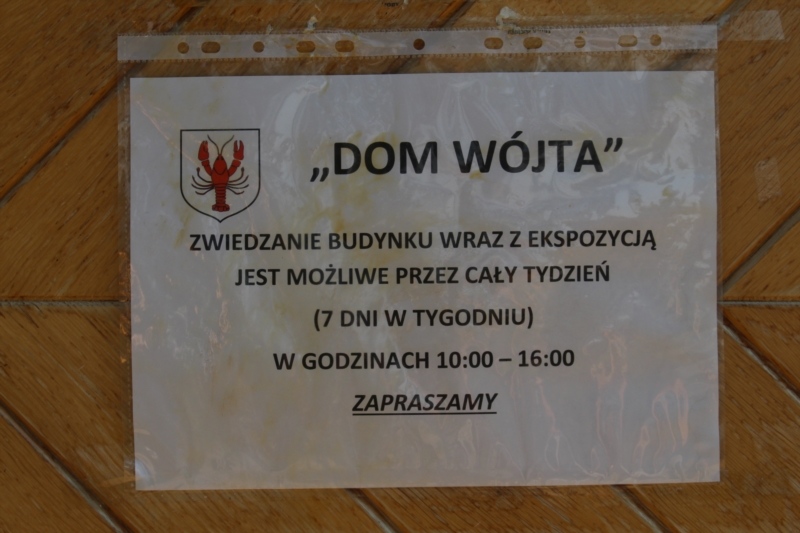 „DOM WÓJTA”
ZWIEDZANIE BUDYNKU WRAZ Z EKSPOZYCJĄ
JEST MOŻLIWE PRZEZ CAŁY TYDZIEŃ
(7 DNI W TYGODNIU)
W GODZINACH 10:00 – 16:00
ZAPRASZAMY